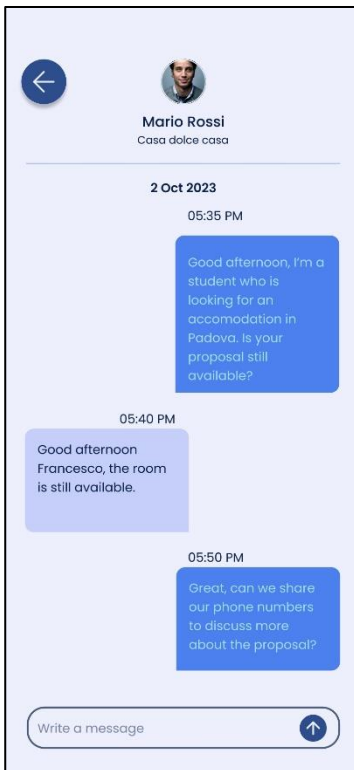 Mario Rossi
Casa dolce casa
2 Oct 2023
05:35 PM
Good afternoon, I'm a
student who is
looking for an
accomodation in
Padova. Is your
proposal still
available?
05:40 PM
Good afternoon
Francesco, the room
is still available.
05:50 PM
Great, can we share
our phone numbers
to discuss more
about the proposal?
Write a message